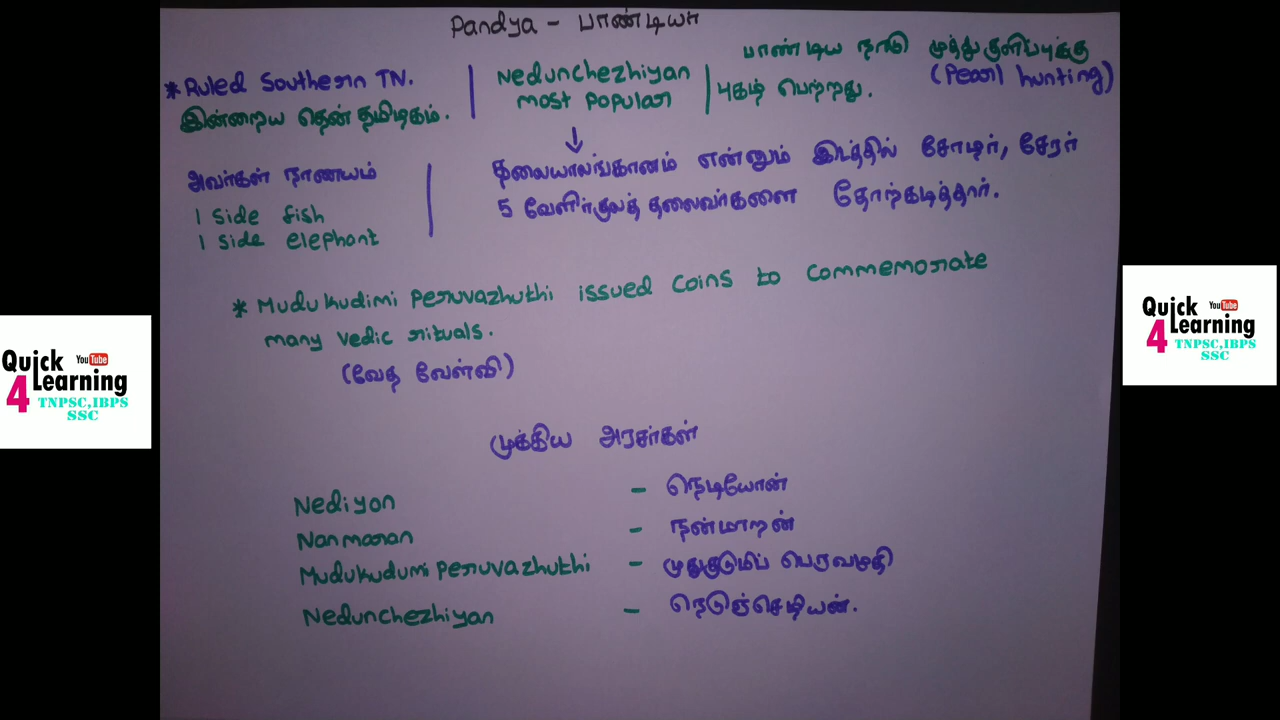 Pandya - பாண்டியர்
* Ruled Southern TN.
இன்றைய தென் தமிழகம்.
Nedunchezhiyan
most popular
பாண்டிய நாடு முத்துகுளிப்புக்கு
புகழ் பெற்றது.
(Pearl hunting)
அவர்கள் நாணயம்
1 side fish
1 side elephant
தலையாலங்கானம் என்னும் இடத்தில் சோழர், சேரர்
5 வேளிர்குலத் தலைவர்களை தோற்கடித்தார்.
* Mudukudimi Peruvazhuthi issued coins to commemorate
many vedic rituals.
(வேத வேள்வி)
முக்கிய அரசர்கள்
Nediyon - நெடியோன்
Nanmaran - நன்மாறன்
Mudukudumi Peruvazhuthi - முதுகுடுமிப் பெருவழுதி
Nedunchezhiyan - நெடுஞ்செழியன்.
Quick
4 Learning
YouTube
TNPSC,IBPS
SSC
Quick
4 Learning
YouTube
TNPSC,IBPS
SSC